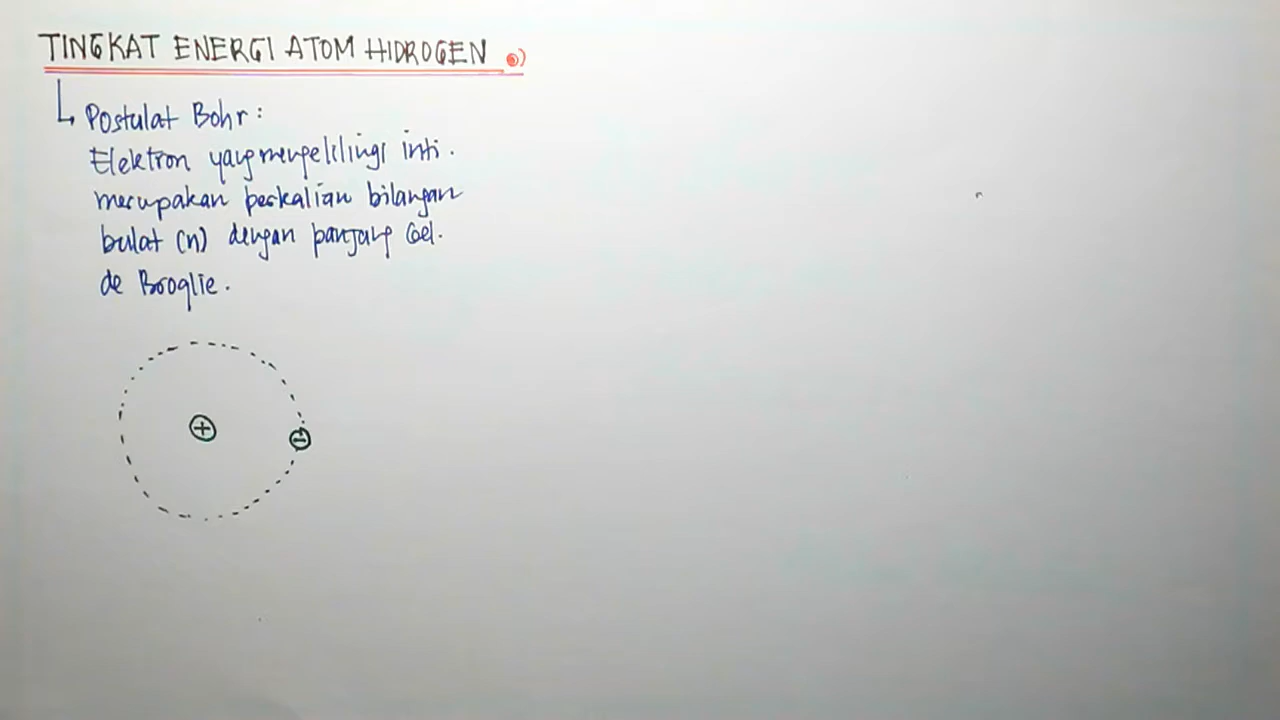 TINGKAT ENERGI ATOM HIDROGEN
Postulat Bohr :
Elektron yang mengelilingi inti .
merupakan perkalian bilangan
bulat (n) dengan panjang Gel.
de Broglie .
+
-